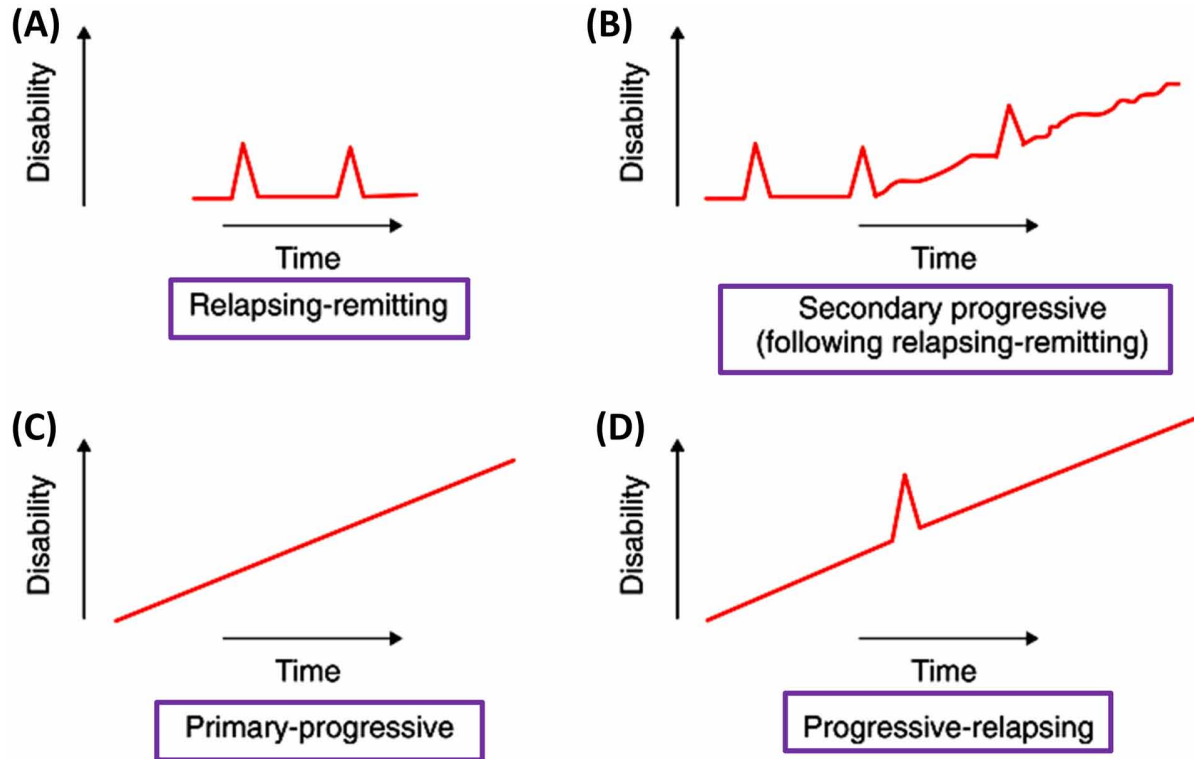 (A)
Disability
Time
Relapsing-remitting
(B)
Disability
Time
Secondary progressive
(following relapsing-remitting)
(C)
Disability
Time
Primary-progressive
(D)
Disability
Time
Progressive-relapsing